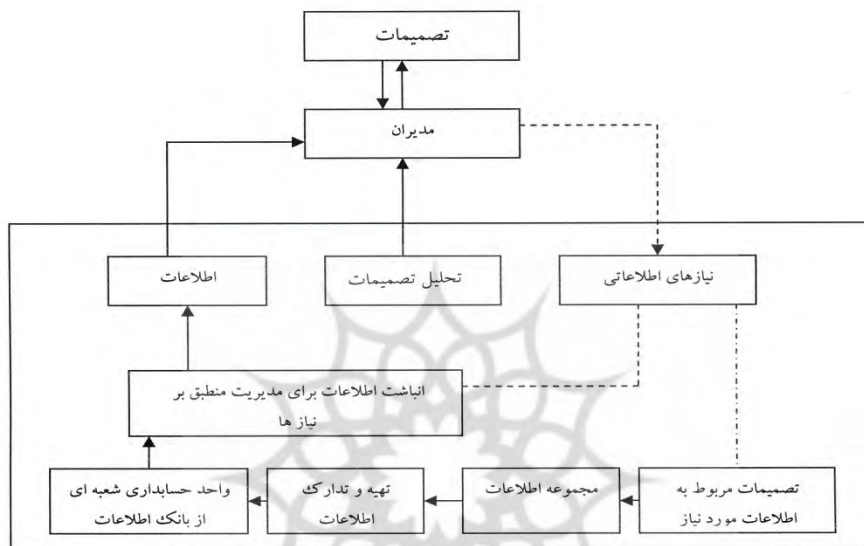 تصمیمات
مدیران
نیازهای اطلاعاتی
تحلیل تصمیمات
اطلاعات
انباشت اطلاعات برای مدیریت منطبق بر
نیاز ها
تصمیمات مربوط به
اطلاعات مورد نیاز
مجموعه اطلاعات
تهیه و تدارک
اطلاعات
واحد حسابداری شعبه ای
از بانک اطلاعات